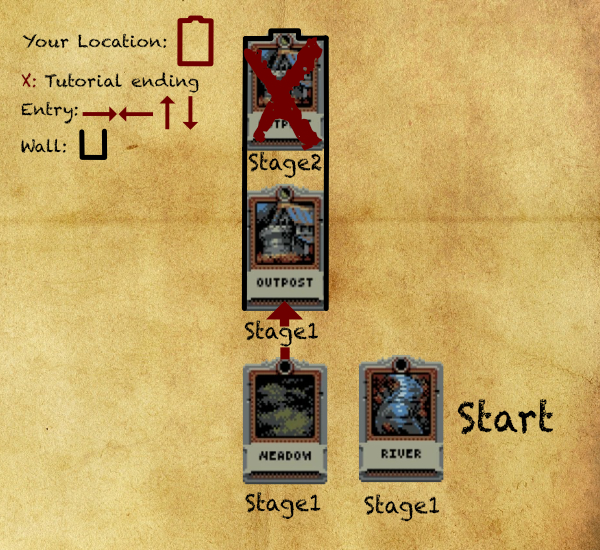 Your Location:
X: Tutorial ending
Entry:
Wall:
Stage2
OUTPOST
Stage1
MEADOW
RIVER
Start
Stage1
Stage1